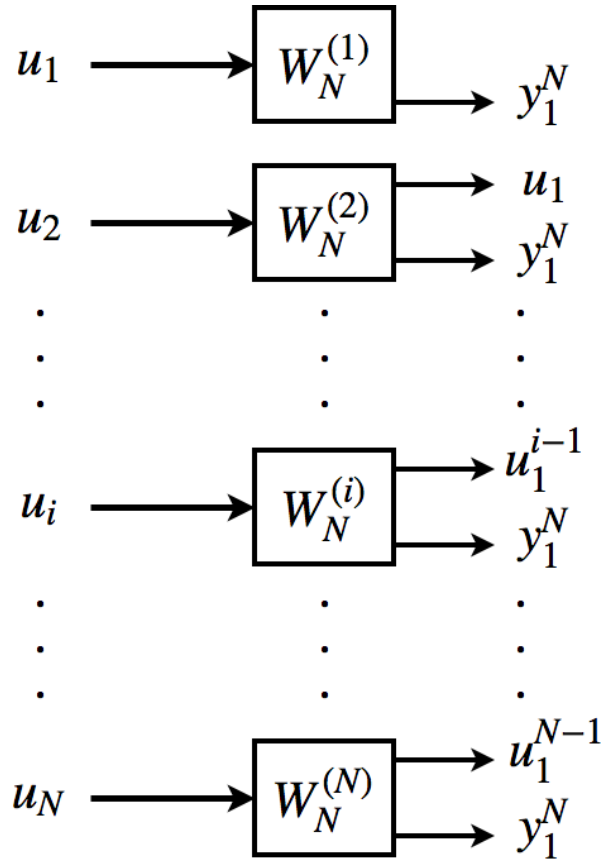 u_1 W_N^{(1)} y_1^N
u_2 W_N^{(2)} u_1
y_1^N
. . .
. . .
. . .
u_i W_N^{(i)} u_1^{i-1}
y_1^N
. . .
. . .
. . .
u_N W_N^{(N)} u_1^{N-1}
y_1^N